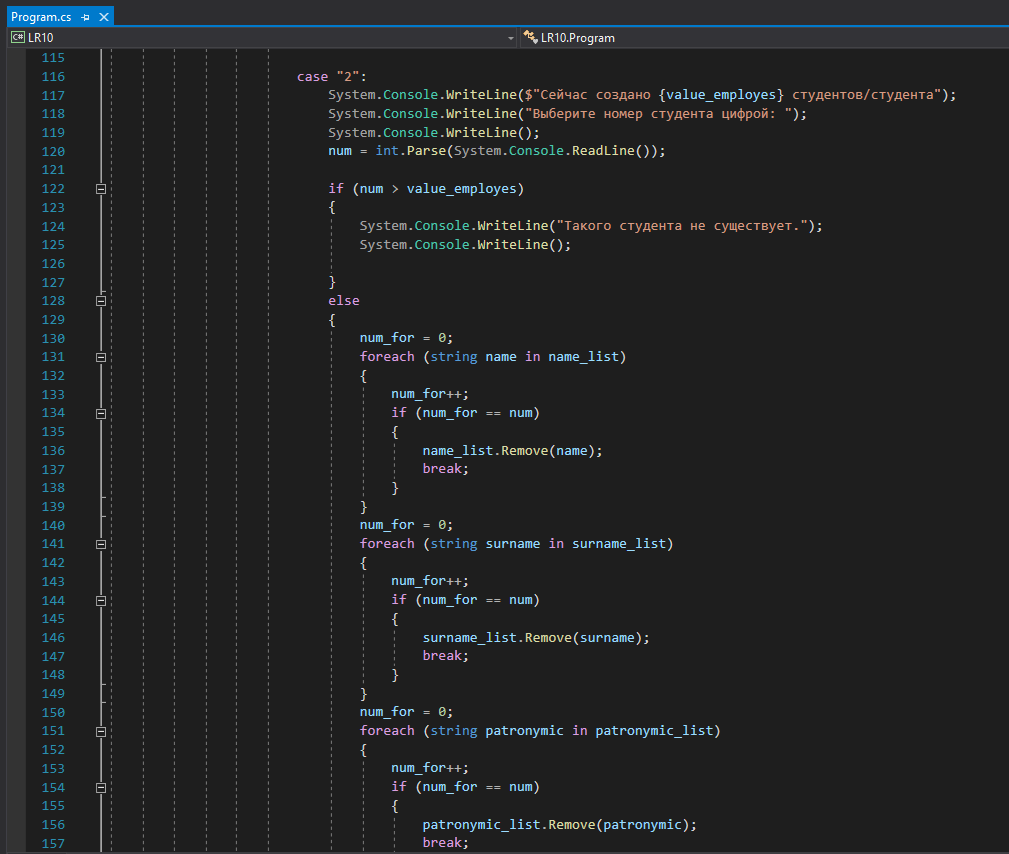 Program.cs
C# LR10 LR10.Program
115
116 case "2":
117 System.Console.WriteLine($"Сейчас создано {value_employes} студентов/студента");
118 System.Console.WriteLine("Выберите номер студента цифрой: ");
119 System.Console.WriteLine();
120 num = int.Parse(System.Console.ReadLine());
121
122 if (num > value_employes)
123 {
124 System.Console.WriteLine("Такого студента не существует.");
125 System.Console.WriteLine();
126
127 }
128 else
129 {
130 num_for = 0;
131 foreach (string name in name_list)
132 {
133 num_for++;
134 if (num_for == num)
135 {
136 name_list.Remove(name);
137 break;
138 }
139 }
140 num_for = 0;
141 foreach (string surname in surname_list)
142 {
143 num_for++;
144 if (num_for == num)
145 {
146 surname_list.Remove(surname);
147 break;
148 }
149 }
150 num_for = 0;
151 foreach (string patronymic in patronymic_list)
152 {
153 num_for++;
154 if (num_for == num)
155 {
156 patronymic_list.Remove(patronymic);
157 break;